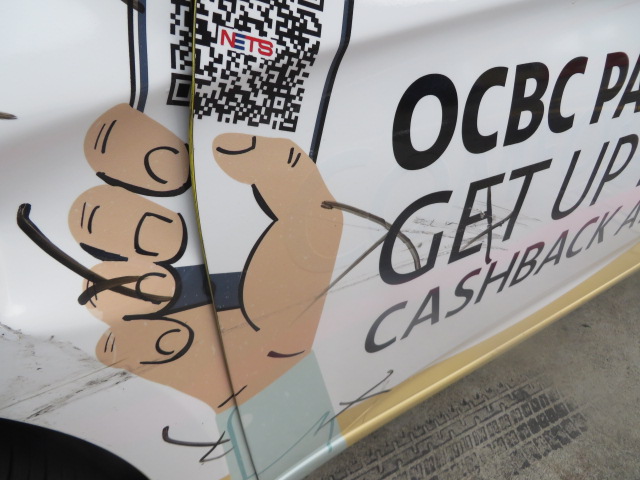 NETS
OCBC PA
GET UP
CASHBACK A